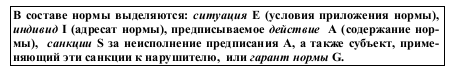 В составе нормы выделяются: ситуация E (условия приложения нормы),
индивид I (адресат нормы), предписываемое действие A (содержание нор-
мы), санкции S за неисполнение предписания A, а также субъект, приме-
няющий эти санкции к нарушителю, или гарант нормы G.